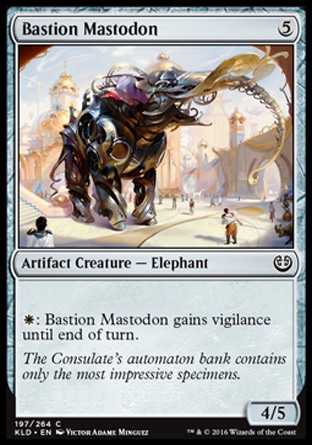 Bastion Mastodon 5
Artifact Creature — Elephant
: Bastion Mastodon gains vigilance
until end of turn.
The Consulate's automaton bank contains
only the most impressive specimens.
4/5
197/264 C
KLD • EN Victor Adame Minguez
™ & © 2016 Wizards of the Coast